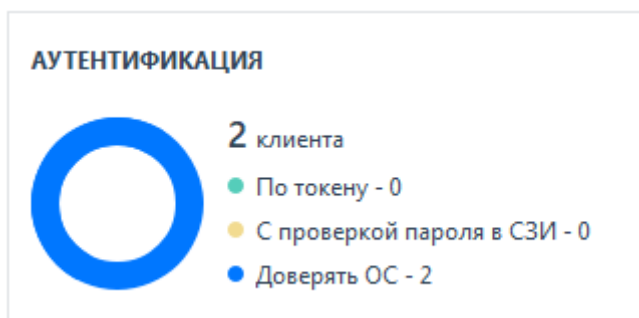 АУТЕНТИФИКАЦИЯ
2 клиента
По токену - 0
С проверкой пароля в СЗИ - 0
Доверять ОС - 2